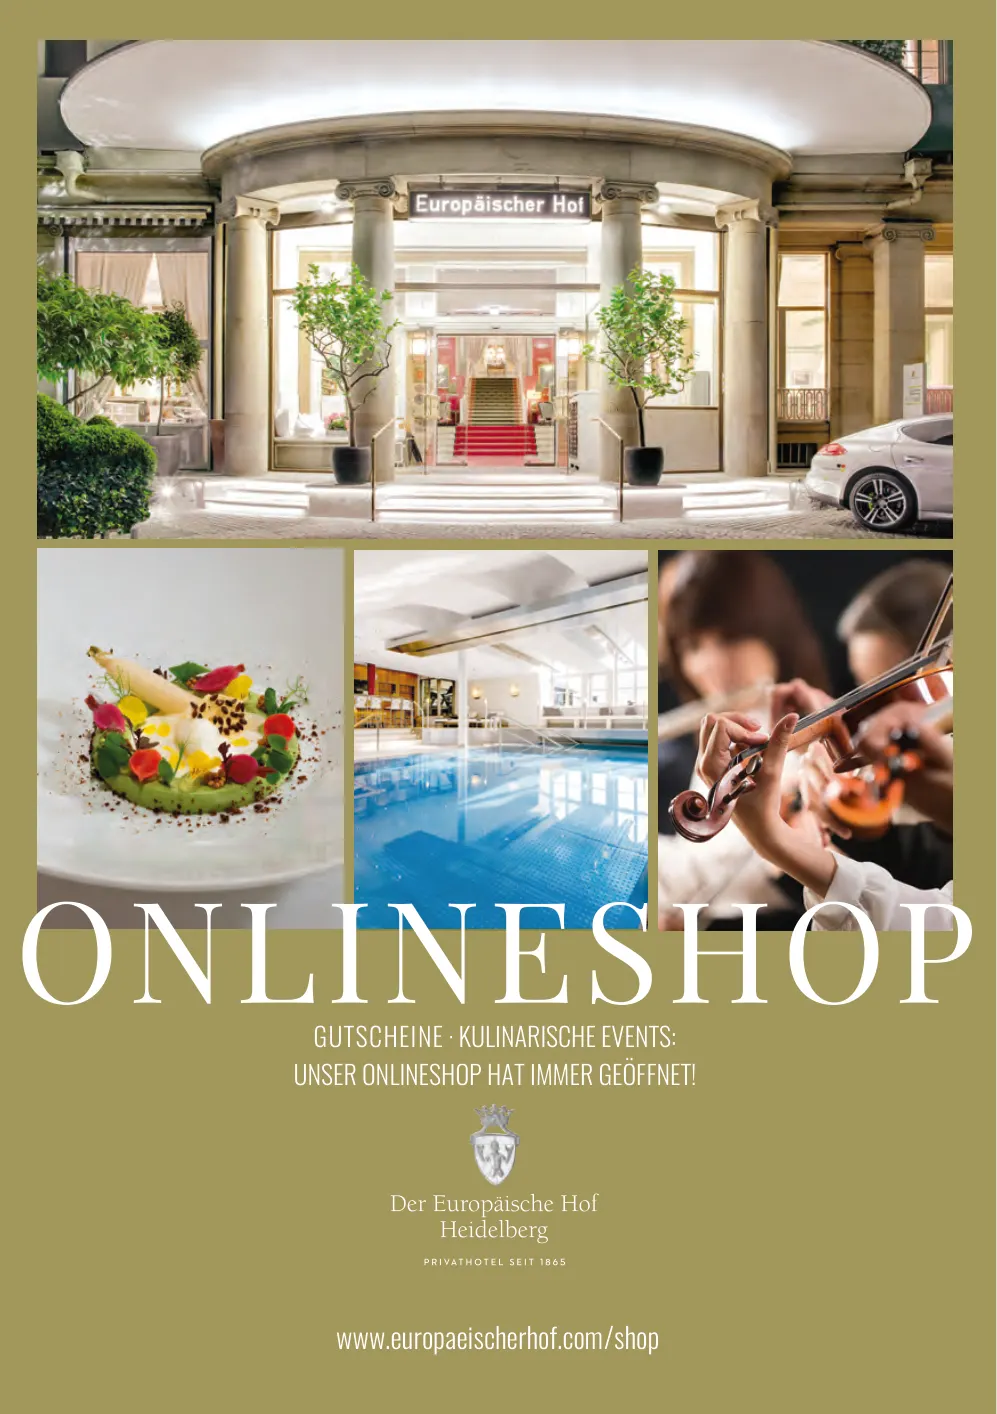 Europäischer Hof
ONLINESHOP
GUTSCHEINE · KULINARISCHE EVENTS:
UNSER ONLINESHOP HAT IMMER GEÖFFNET!
Der Europäische Hof
Heidelberg
PRIVATHOTEL SEIT 1865
www.europaeischerhof.com/shop